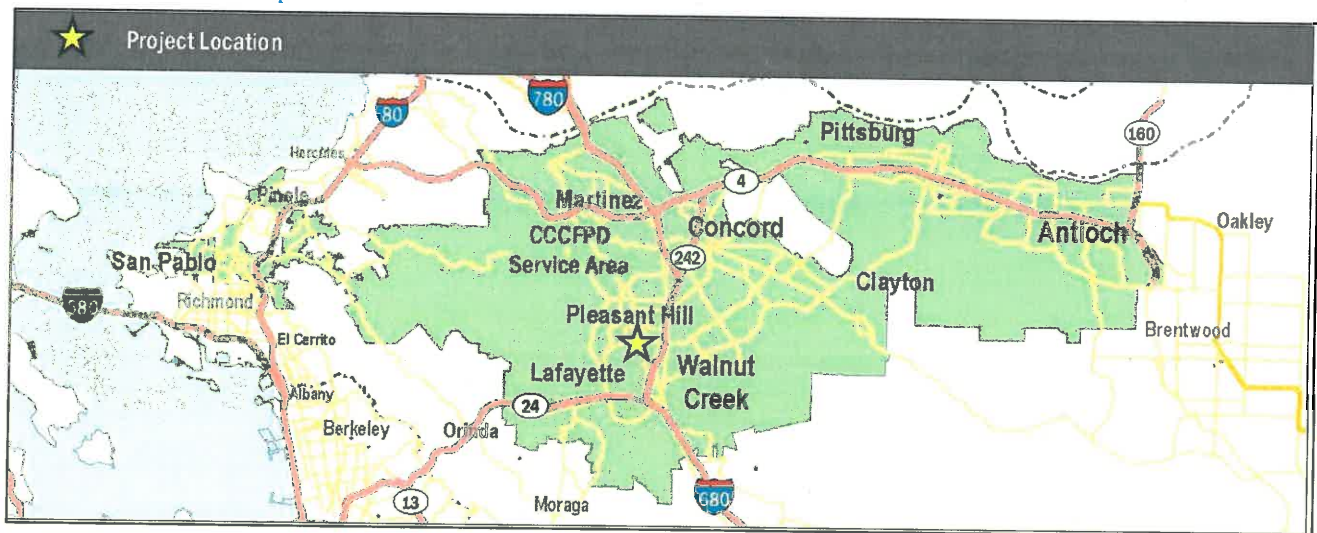 Project Location
780
80
Pittsburg
160
Hercules
4
Martinez
Pinole
Oakley
Concord
Antioch
CCCFPD
Service Area
San Pablo
242
Clayton
Richmond
580
Pleasant Hill
Brentwood
El Cerrito
Walnut
Creek
Lafayette
Albany
24
Berkeley
Orinda
680
13
Moraga